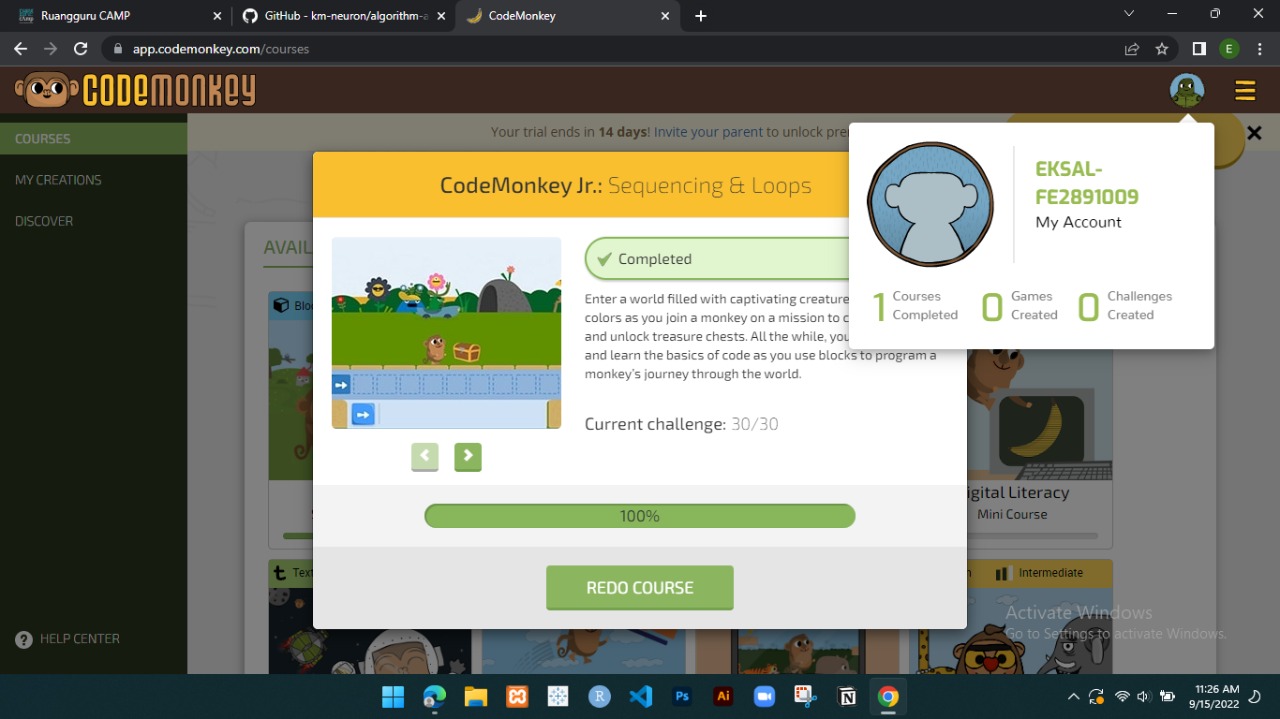 Ruangguru CAMP
GitHub - km-neuron/algorithm-a
CodeMonkey
app.codemonkey.com/courses
E
CODEMONKEY
COURSES
MY CREATIONS
DISCOVER
HELP CENTER
Your trial ends in 14 days! Invite your parent to unlock pre
EKSAL-
FE2891009
My Account
1 Courses Completed
0 Games Created
0 Challenges Created
AVAIL
CodeMonkey Jr.: Sequencing & Loops
Completed
Enter a world filled with captivating creature
colors as you join a monkey on a mission to c
and unlock treasure chests. All the while, you
and learn the basics of code as you use blocks to program a
monkey's journey through the world.
Current challenge: 30/30
100%
REDO COURSE
Bloc
igital Literacy
Mini Course
Text
Intermediate
Activate Windows
Go to Settings to activate Windows.
Ps
Ai
11:26 AM
9/15/2022